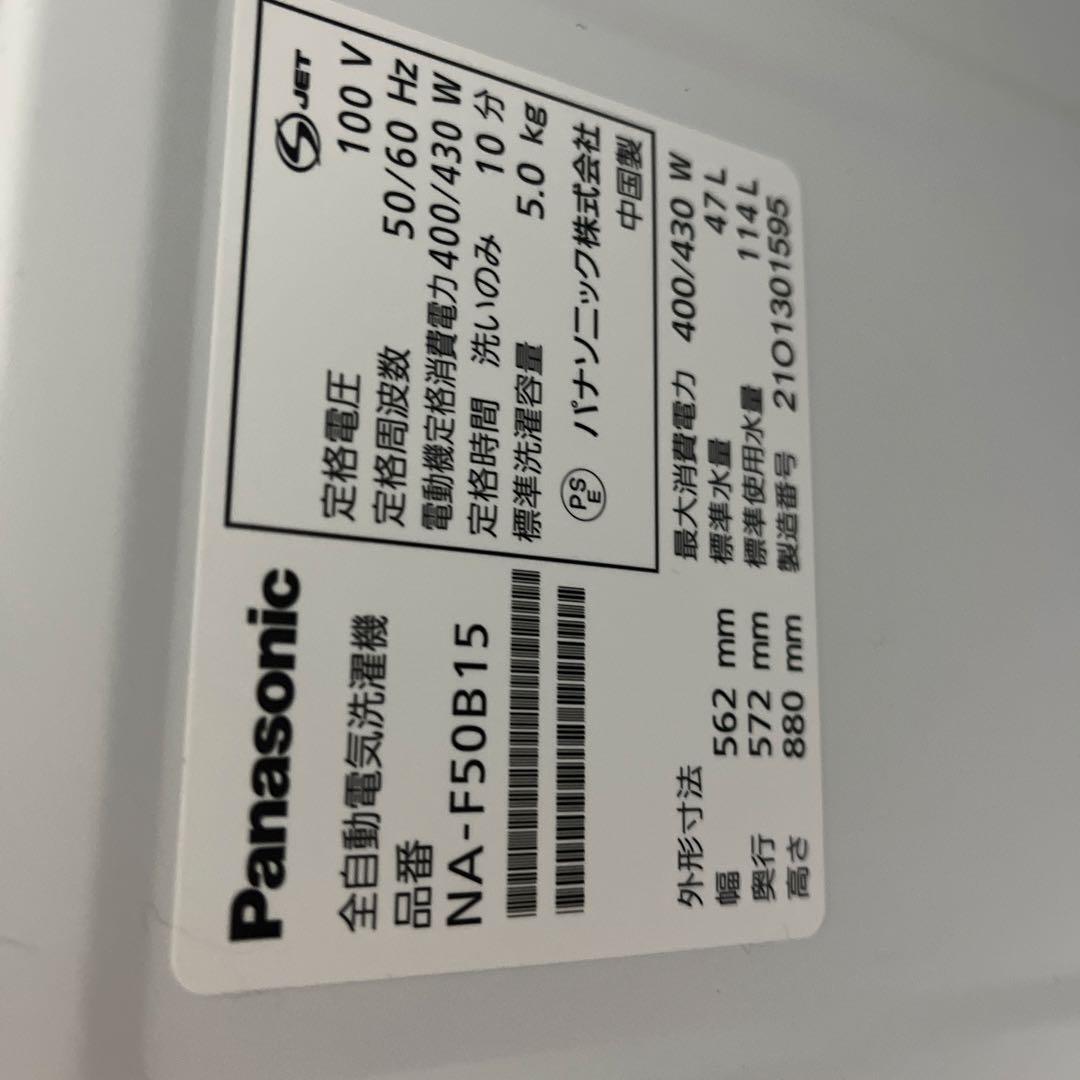 Panasonic
全自動電気洗濯機
品番
NA-F50B15
外形寸法
幅 562 mm
奥行 572 mm
高さ 880 mm
S JET
定格電圧 100 V
定格周波数 50/60 Hz
電動機定格消費電力 400/430 W
定格時間 洗いのみ 10 分
標準洗濯容量 5.0 kg
PSE パナソニック株式会社
中国製
最大消費電力 400/430 W
標準水量 47 L
標準使用水量 114 L
製造番号 21O1301595